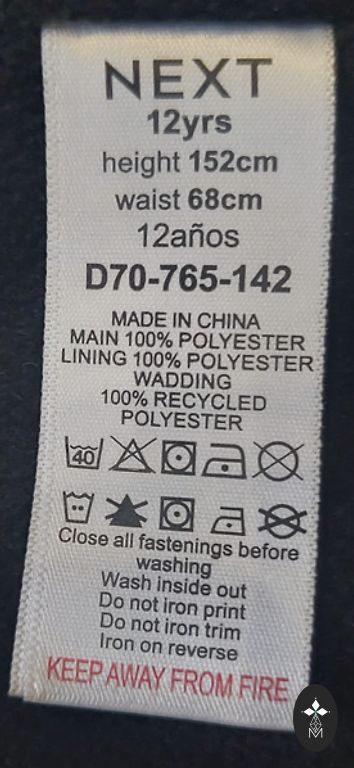 NEXT
12yrs
height 152cm
waist 68cm
12años
D70-765-142
MADE IN CHINA
MAIN 100% POLYESTER
LINING 100% POLYESTER
WADDING
100% RECYCLED
POLYESTER
40
Close all fastenings before
washing
Wash inside out
Do not iron print
Do not iron trim
Iron on reverse
KEEP AWAY FROM FIRE
M